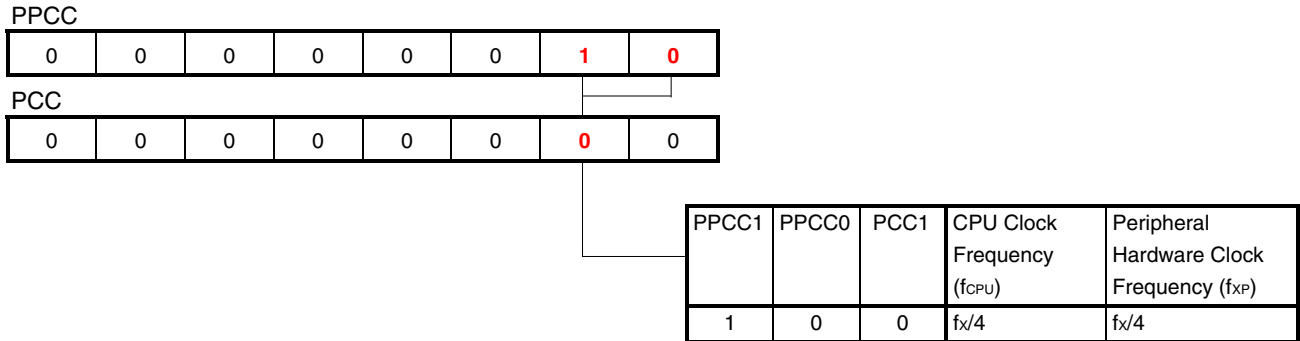 PPCC
0 0 0 0 0 0 1 0
PCC
0 0 0 0 0 0 0 0
PPCC1 PPCC0 PCC1 CPU Clock Frequency (fCPU) Peripheral Hardware Clock Frequency (fXP)
1 0 0 fX/4 fX/4